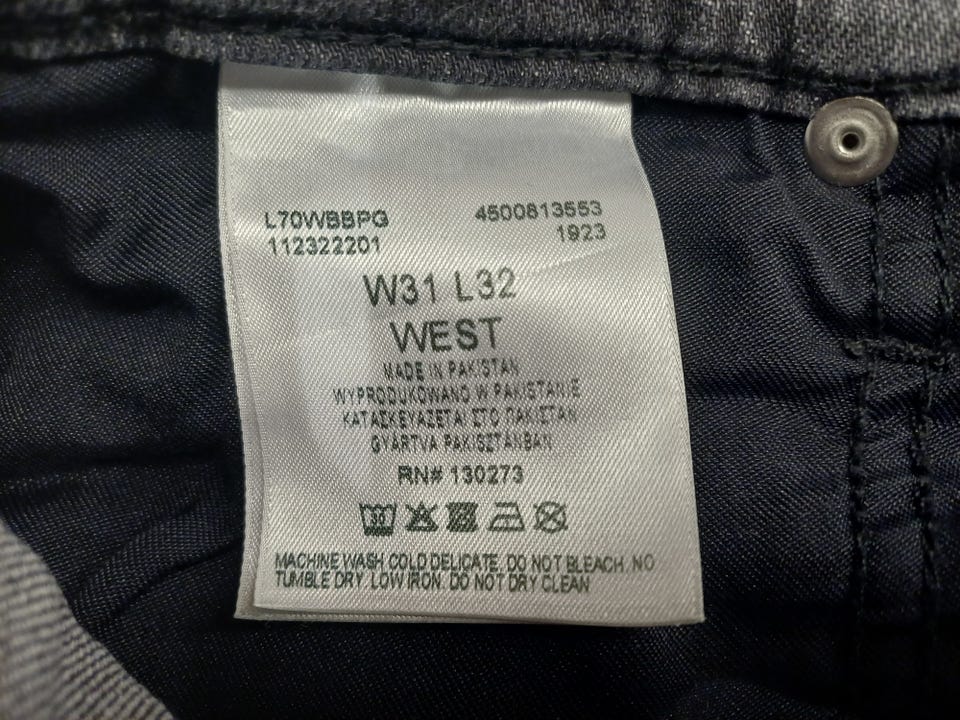 L70WBBPG 4500813553
112322201 1923
W31 L32
WEST
MADE IN PAKISTAN
WYPRODUKOWANO W PAKISTANIE
ΚΑΤΑΣΚΕΥΑΖΕΤΑΙ ΣΤΟ ΠΑΚΙΣΤΑΝ
GYÁRTVA PAKISZTÁNBAN
RN# 130273
30
MACHINE WASH COLD DELICATE. DO NOT BLEACH. NO
TUMBLE DRY. LOW IRON. DO NOT DRY CLEAN